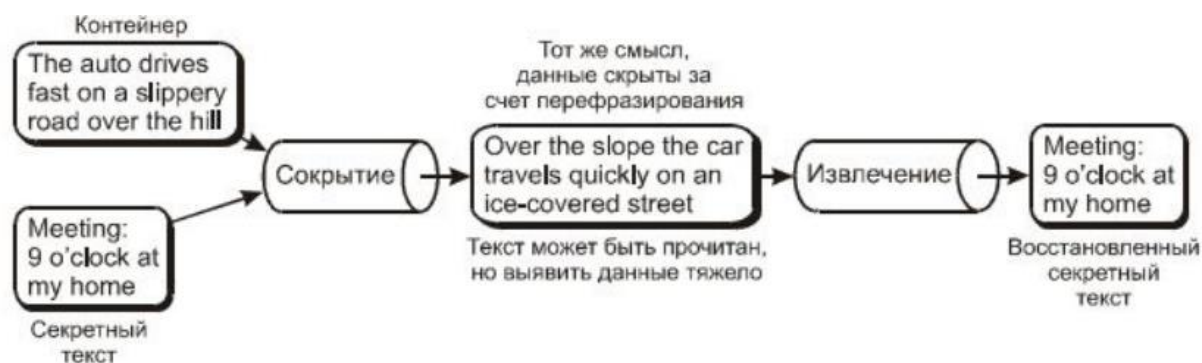 Контейнер
The auto drives
fast on a slippery
road over the hill
Meeting:
9 o'clock at
my home
Секретный
текст
Сокрытие
Тот же смысл,
данные скрыты за
счет перефразирования
Over the slope the car
travels quickly on an
ice-covered street
Текст может быть прочитан,
но выявить данные тяжело
Извлечение
Meeting:
9 o'clock at
my home
Восстановленный
секретный
текст